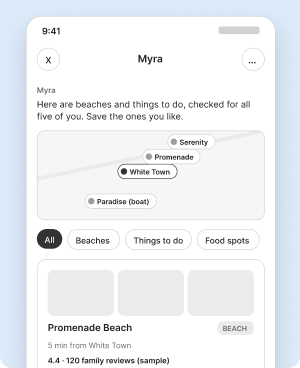 9:41
X
Myra
...
Myra
Here are beaches and things to do, checked for all
five of you. Save the ones you like.
Serenity
Promenade
White Town
Paradise (boat)
All
Beaches
Things to do
Food spots
Promenade Beach
BEACH
5 min from White Town
4.4 · 120 family reviews (sample)